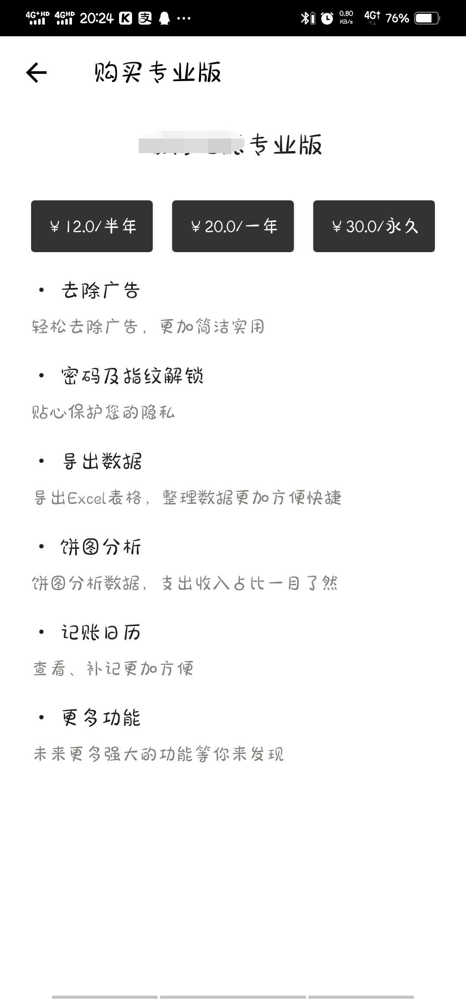 4G+HD 4GHD 20:24 K 支 ... 0.80 KB/s 4G+ 76%
购买专业版
专业版
¥12.0/半年 ¥20.0/一年 ¥30.0/永久
• 去除广告
轻松去除广告，更加简洁实用
• 密码及指纹解锁
贴心保护您的隐私
• 导出数据
导出Excel表格，整理数据更加方便快捷
• 饼图分析
饼图分析数据，支出收入占比一目了然
• 记账日历
查看、补记更加方便
• 更多功能
未来更多强大的功能等你来发现